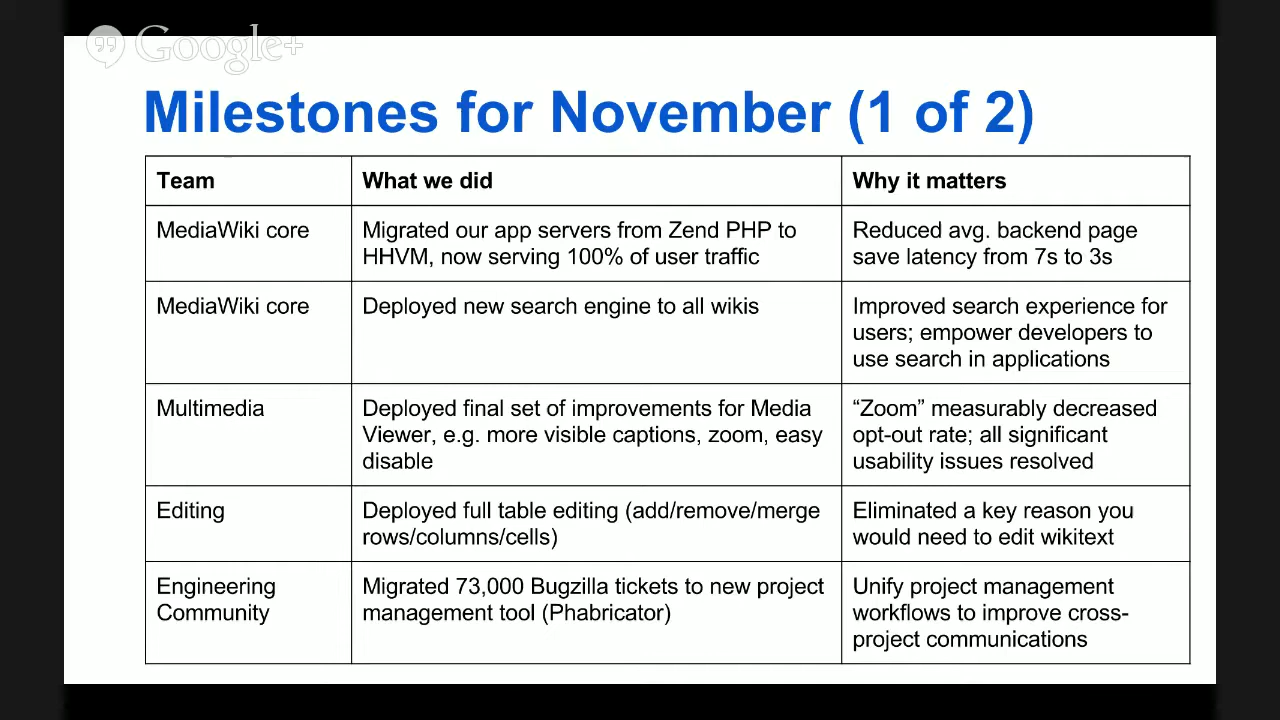 Google+
Milestones for November (1 of 2)
Team
What we did
Why it matters
MediaWiki core
Migrated our app servers from Zend PHP to
HHVM, now serving 100% of user traffic
Reduced avg. backend page
save latency from 7s to 3s
MediaWiki core
Deployed new search engine to all wikis
Improved search experience for
users; empower developers to
use search in applications
Multimedia
Deployed final set of improvements for Media
Viewer, e.g. more visible captions, zoom, easy
disable
“Zoom” measurably decreased
opt-out rate; all significant
usability issues resolved
Editing
Deployed full table editing (add/remove/merge
rows/columns/cells)
Eliminated a key reason you
would need to edit wikitext
Engineering
Community
Migrated 73,000 Bugzilla tickets to new project
management tool (Phabricator)
Unify project management
workflows to improve cross-
project communications